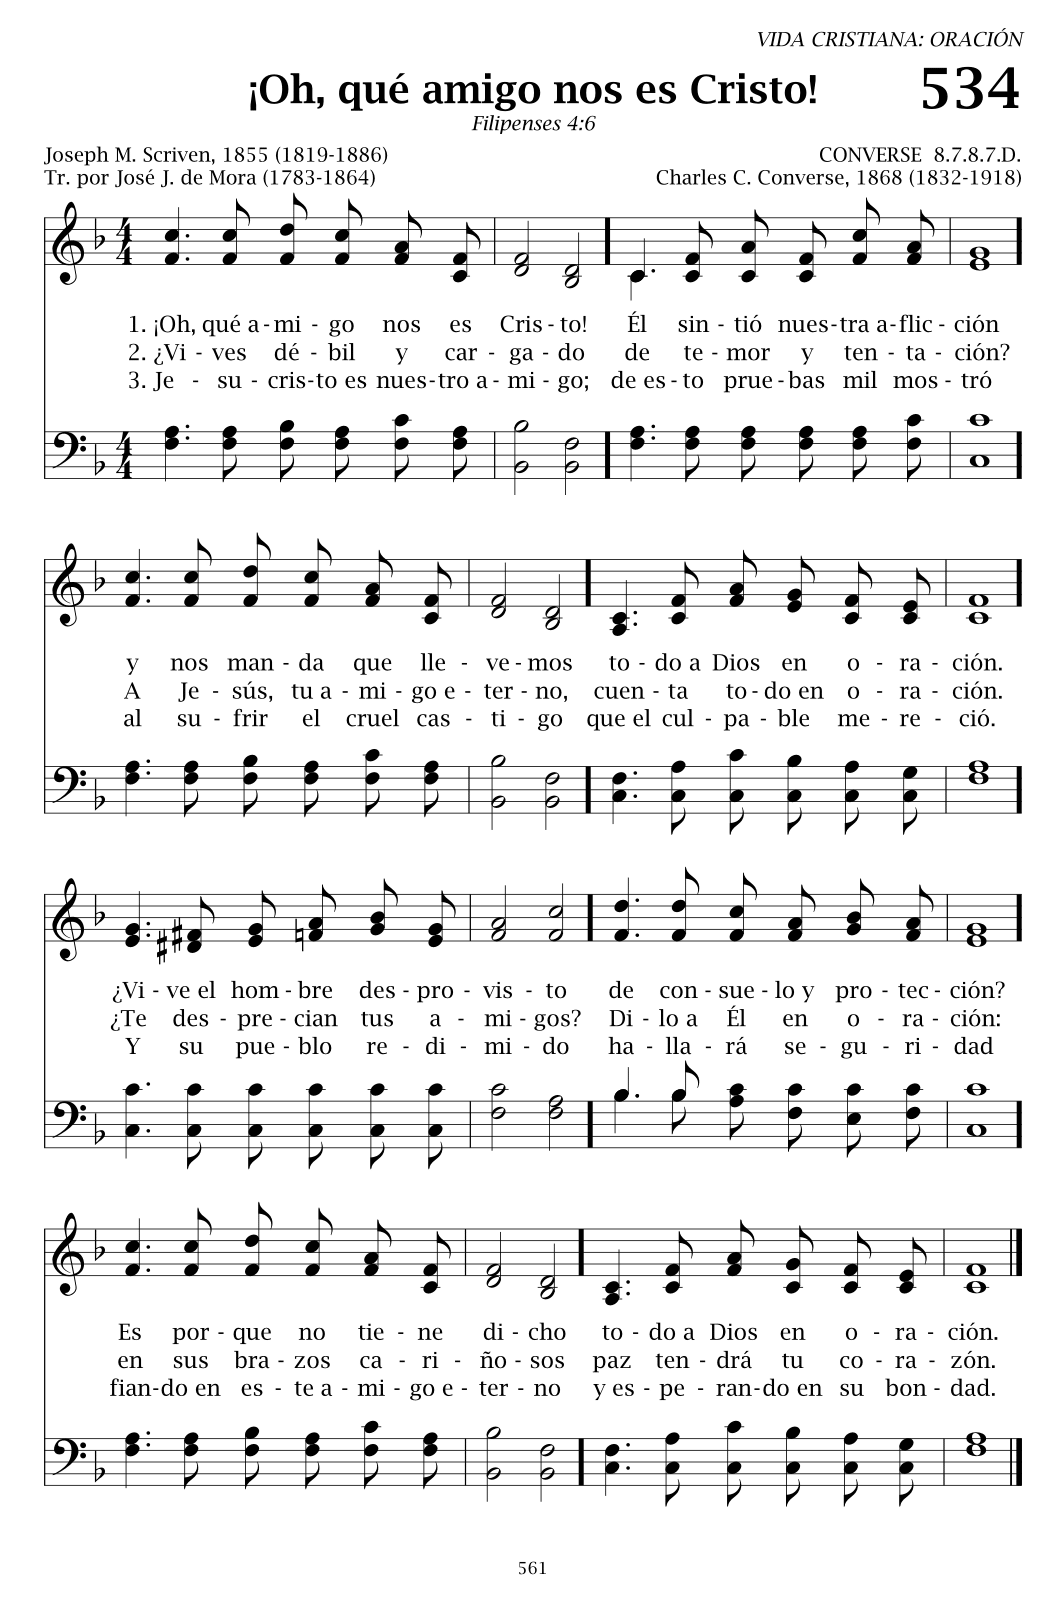 VIDA CRISTIANA: ORACIÓN
¡Oh, qué amigo nos es Cristo!
534
Filipenses 4:6
Joseph M. Scriven, 1855 (1819-1886)
CONVERSE 8.7.8.7.D.
Tr. por José J. de Mora (1783-1864)
Charles C. Converse, 1868 (1832-1918)
4 4
1. ¡Oh, qué a - mi - go nos es Cris - to! Él sin - tió nues - tra a - flic - ción
2. ¿Vi - ves dé - bil y car - ga - do de te - mor y ten - ta - ción?
3. Je - su - cris - to es nues - tro a - mi - go; de es - to prue - bas mil mos - tró
4 4
y nos man - da que lle - ve - mos to - do a Dios en o - ra - ción.
A Je - sús, tu a - mi - go e - ter - no, cuen - ta to - do en o - ra - ción.
al su - frir el cruel cas - ti - go que el cul - pa - ble me - re - ció.
¿Vi - ve el hom - bre des - pro - vis - to de con - sue - lo y pro - tec - ción?
¿Te des - pre - cian tus a - mi - gos? Di - lo a Él en o - ra - ción:
Y su pue - blo re - di - mi - do ha - lla - rá se - gu - ri - dad
Es por - que no tie - ne di - cho to - do a Dios en o - ra - ción.
en sus bra - zos ca - ri - ño - sos paz ten - drá tu co - ra - zón.
fian - do en es - te a - mi - go e - ter - no y es - pe - ran - do en su bon - dad.
561